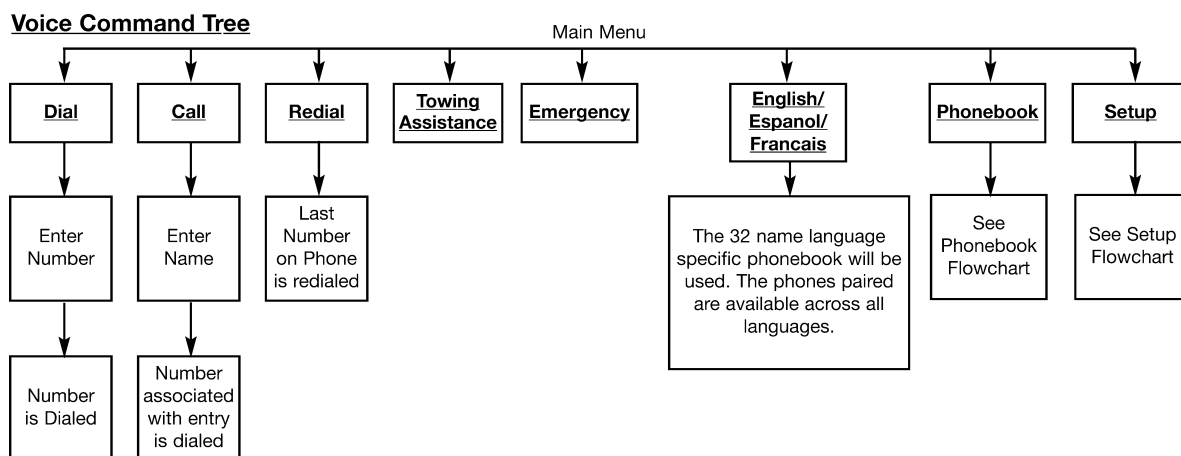 Voice Command Tree
Main Menu
Dial
Call
Redial
Towing
Assistance
Emergency
English/
Espanol/
Francais
Phonebook
Setup
Enter
Number
Enter
Name
Last
Number
on Phone
is redialed
The 32 name language
specific phonebook will be
used. The phones paired
are available across all
languages.
See
Phonebook
Flowchart
See Setup
Flowchart
Number
is Dialed
Number
associated
with entry
is dialed